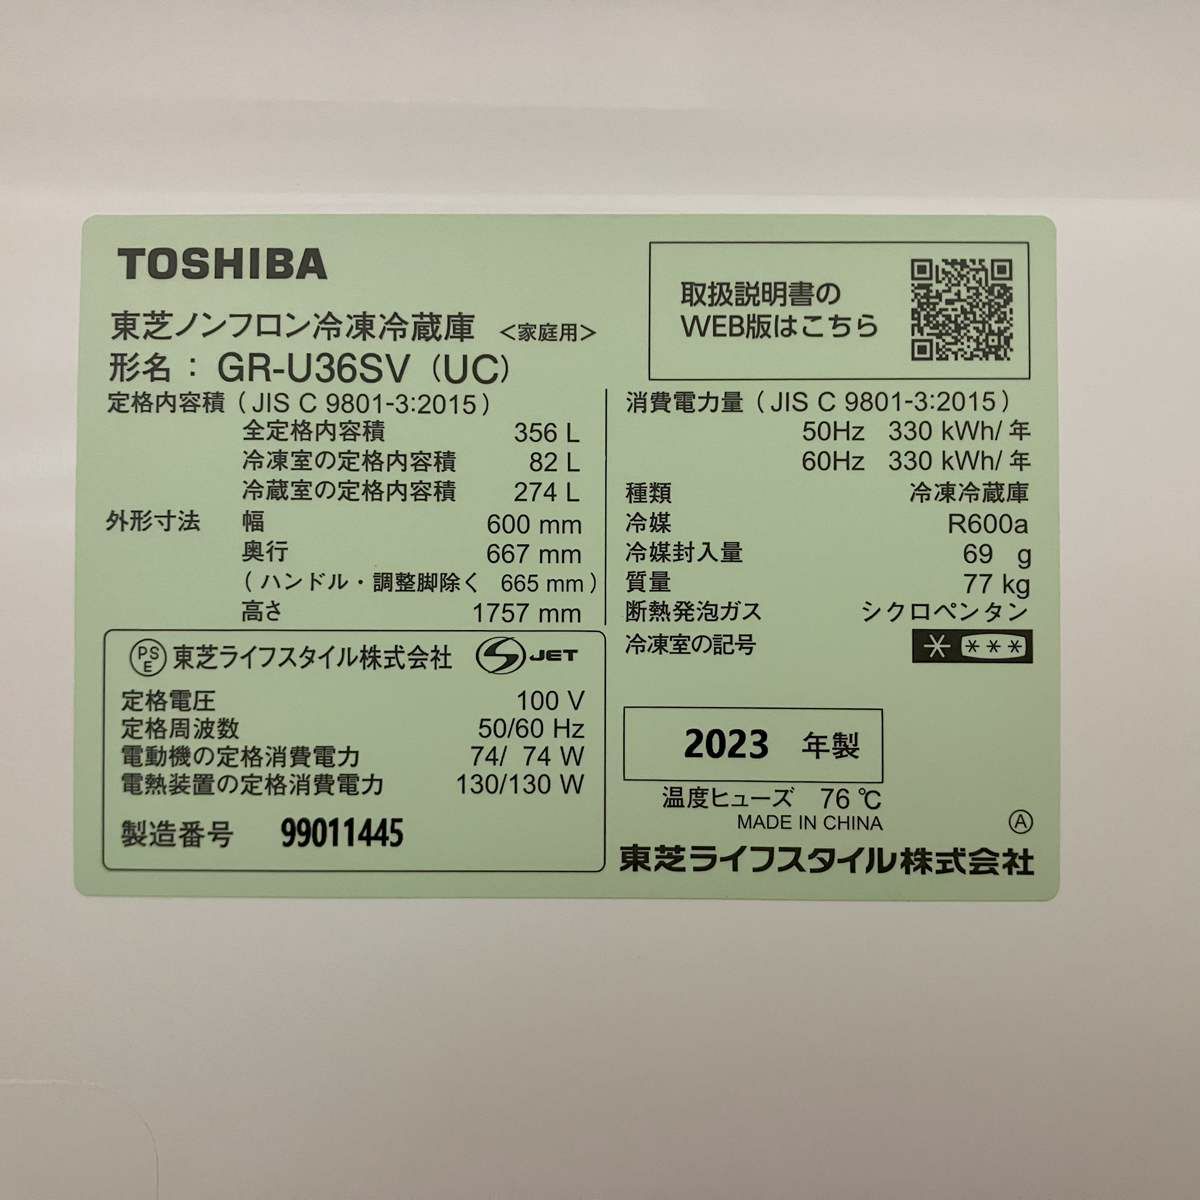 TOSHIBA
東芝ノンフロン冷凍冷蔵庫 <家庭用>
形名：GR-U36SV (UC)
取扱説明書の
WEB版はこちら
定格内容積 (JIS C 9801-3:2015)
全定格内容積 356 L
冷凍室の定格内容積 82 L
冷蔵室の定格内容積 274 L
外形寸法 幅 600 mm
奥行 667 mm
(ハンドル・調整脚除く 665 mm)
高さ 1757 mm
消費電力量 (JIS C 9801-3:2015)
50Hz 330 kWh/年
60Hz 330 kWh/年
種類 冷凍冷蔵庫
冷媒 R600a
冷媒封入量 69 g
質量 77 kg
断熱発泡ガス シクロペンタン
冷凍室の記号 * ***
PSE 東芝ライフスタイル株式会社 S JET
定格電圧 100 V
定格周波数 50/60 Hz
電動機の定格消費電力 74/ 74 W
電熱装置の定格消費電力 130/130 W
製造番号 99011445
2023 年製
温度ヒューズ 76 ℃
MADE IN CHINA Ⓐ
東芝ライフスタイル株式会社